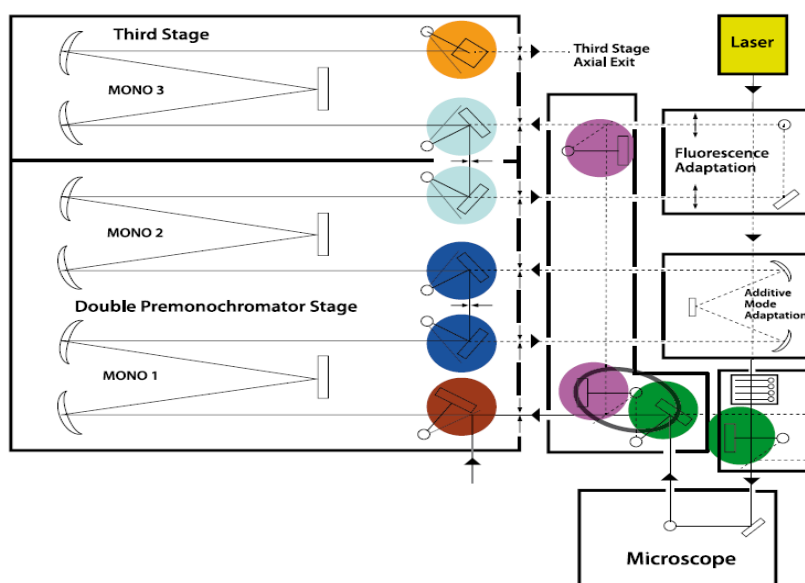 Third Stage
MONO 3
Third Stage
Axial Exit
Laser
Fluorescence
Adaptation
MONO 2
Double Premonochromator Stage
Additive
Mode
Adaptation
MONO 1
Microscope